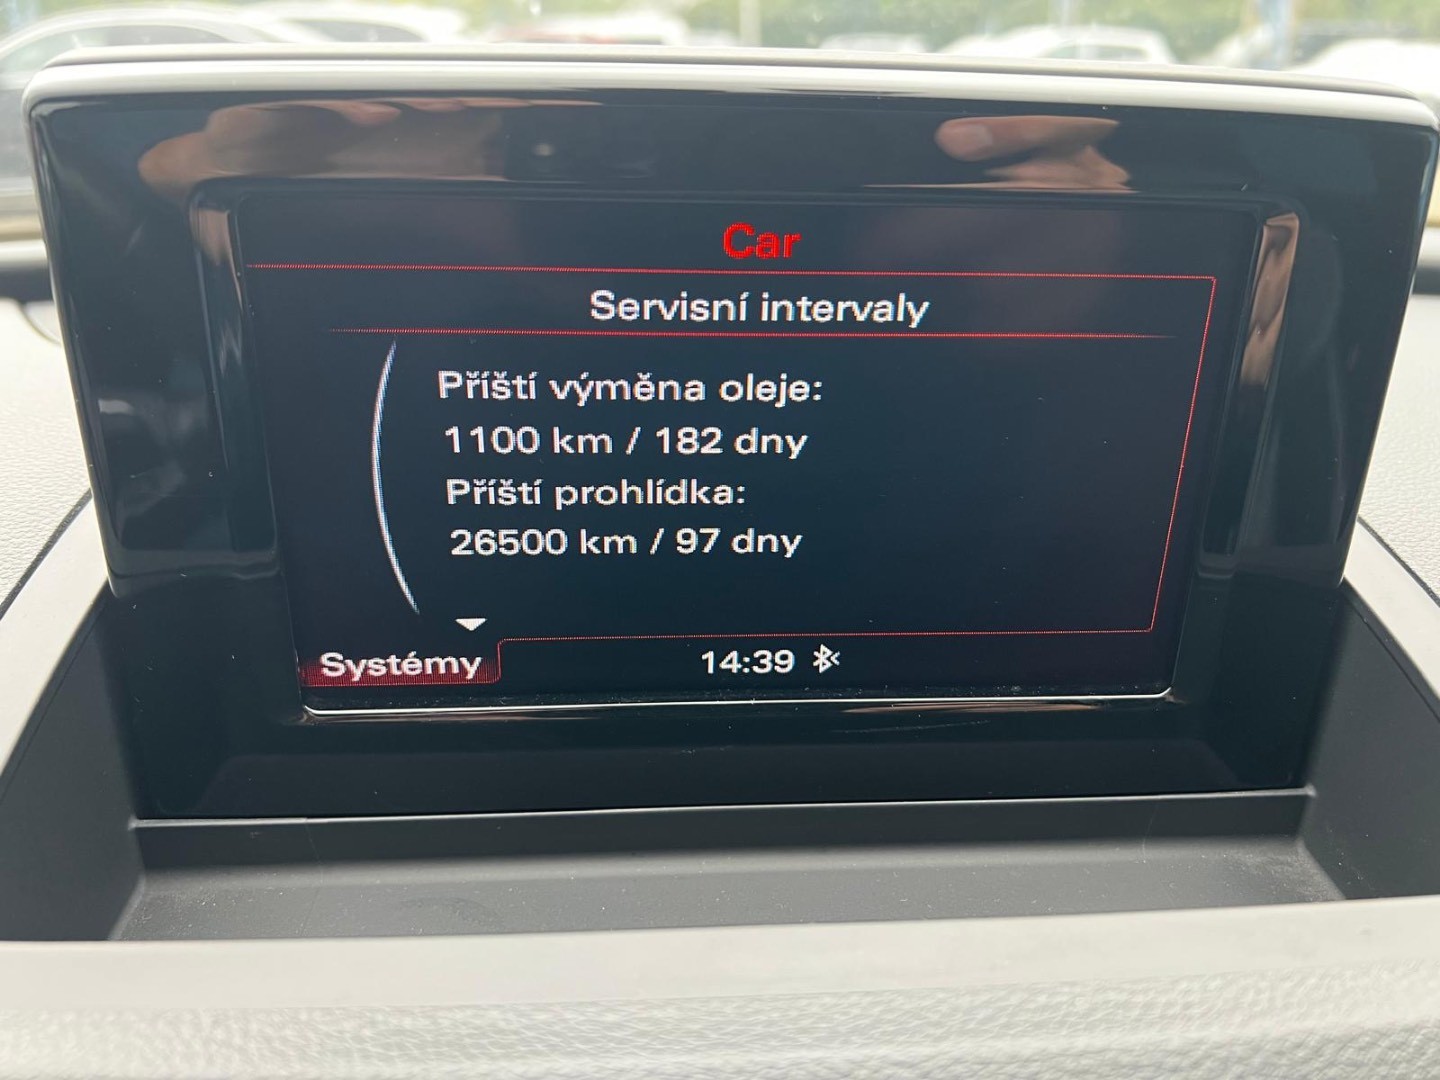 Car
Servisní intervaly
Příští výměna oleje:
1100 km / 182 dny
Příští prohlídka:
26500 km / 97 dny
Systémy
14:39